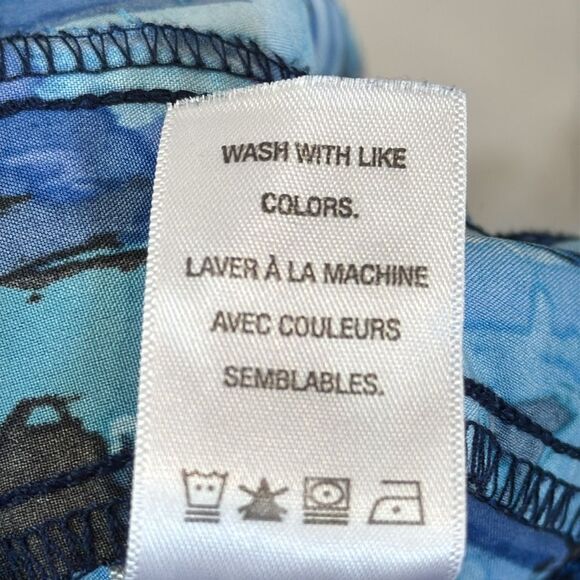 WASH WITH LIKE
COLORS.
LAVER À LA MACHINE
AVEC COULEURS
SEMBLABLES.